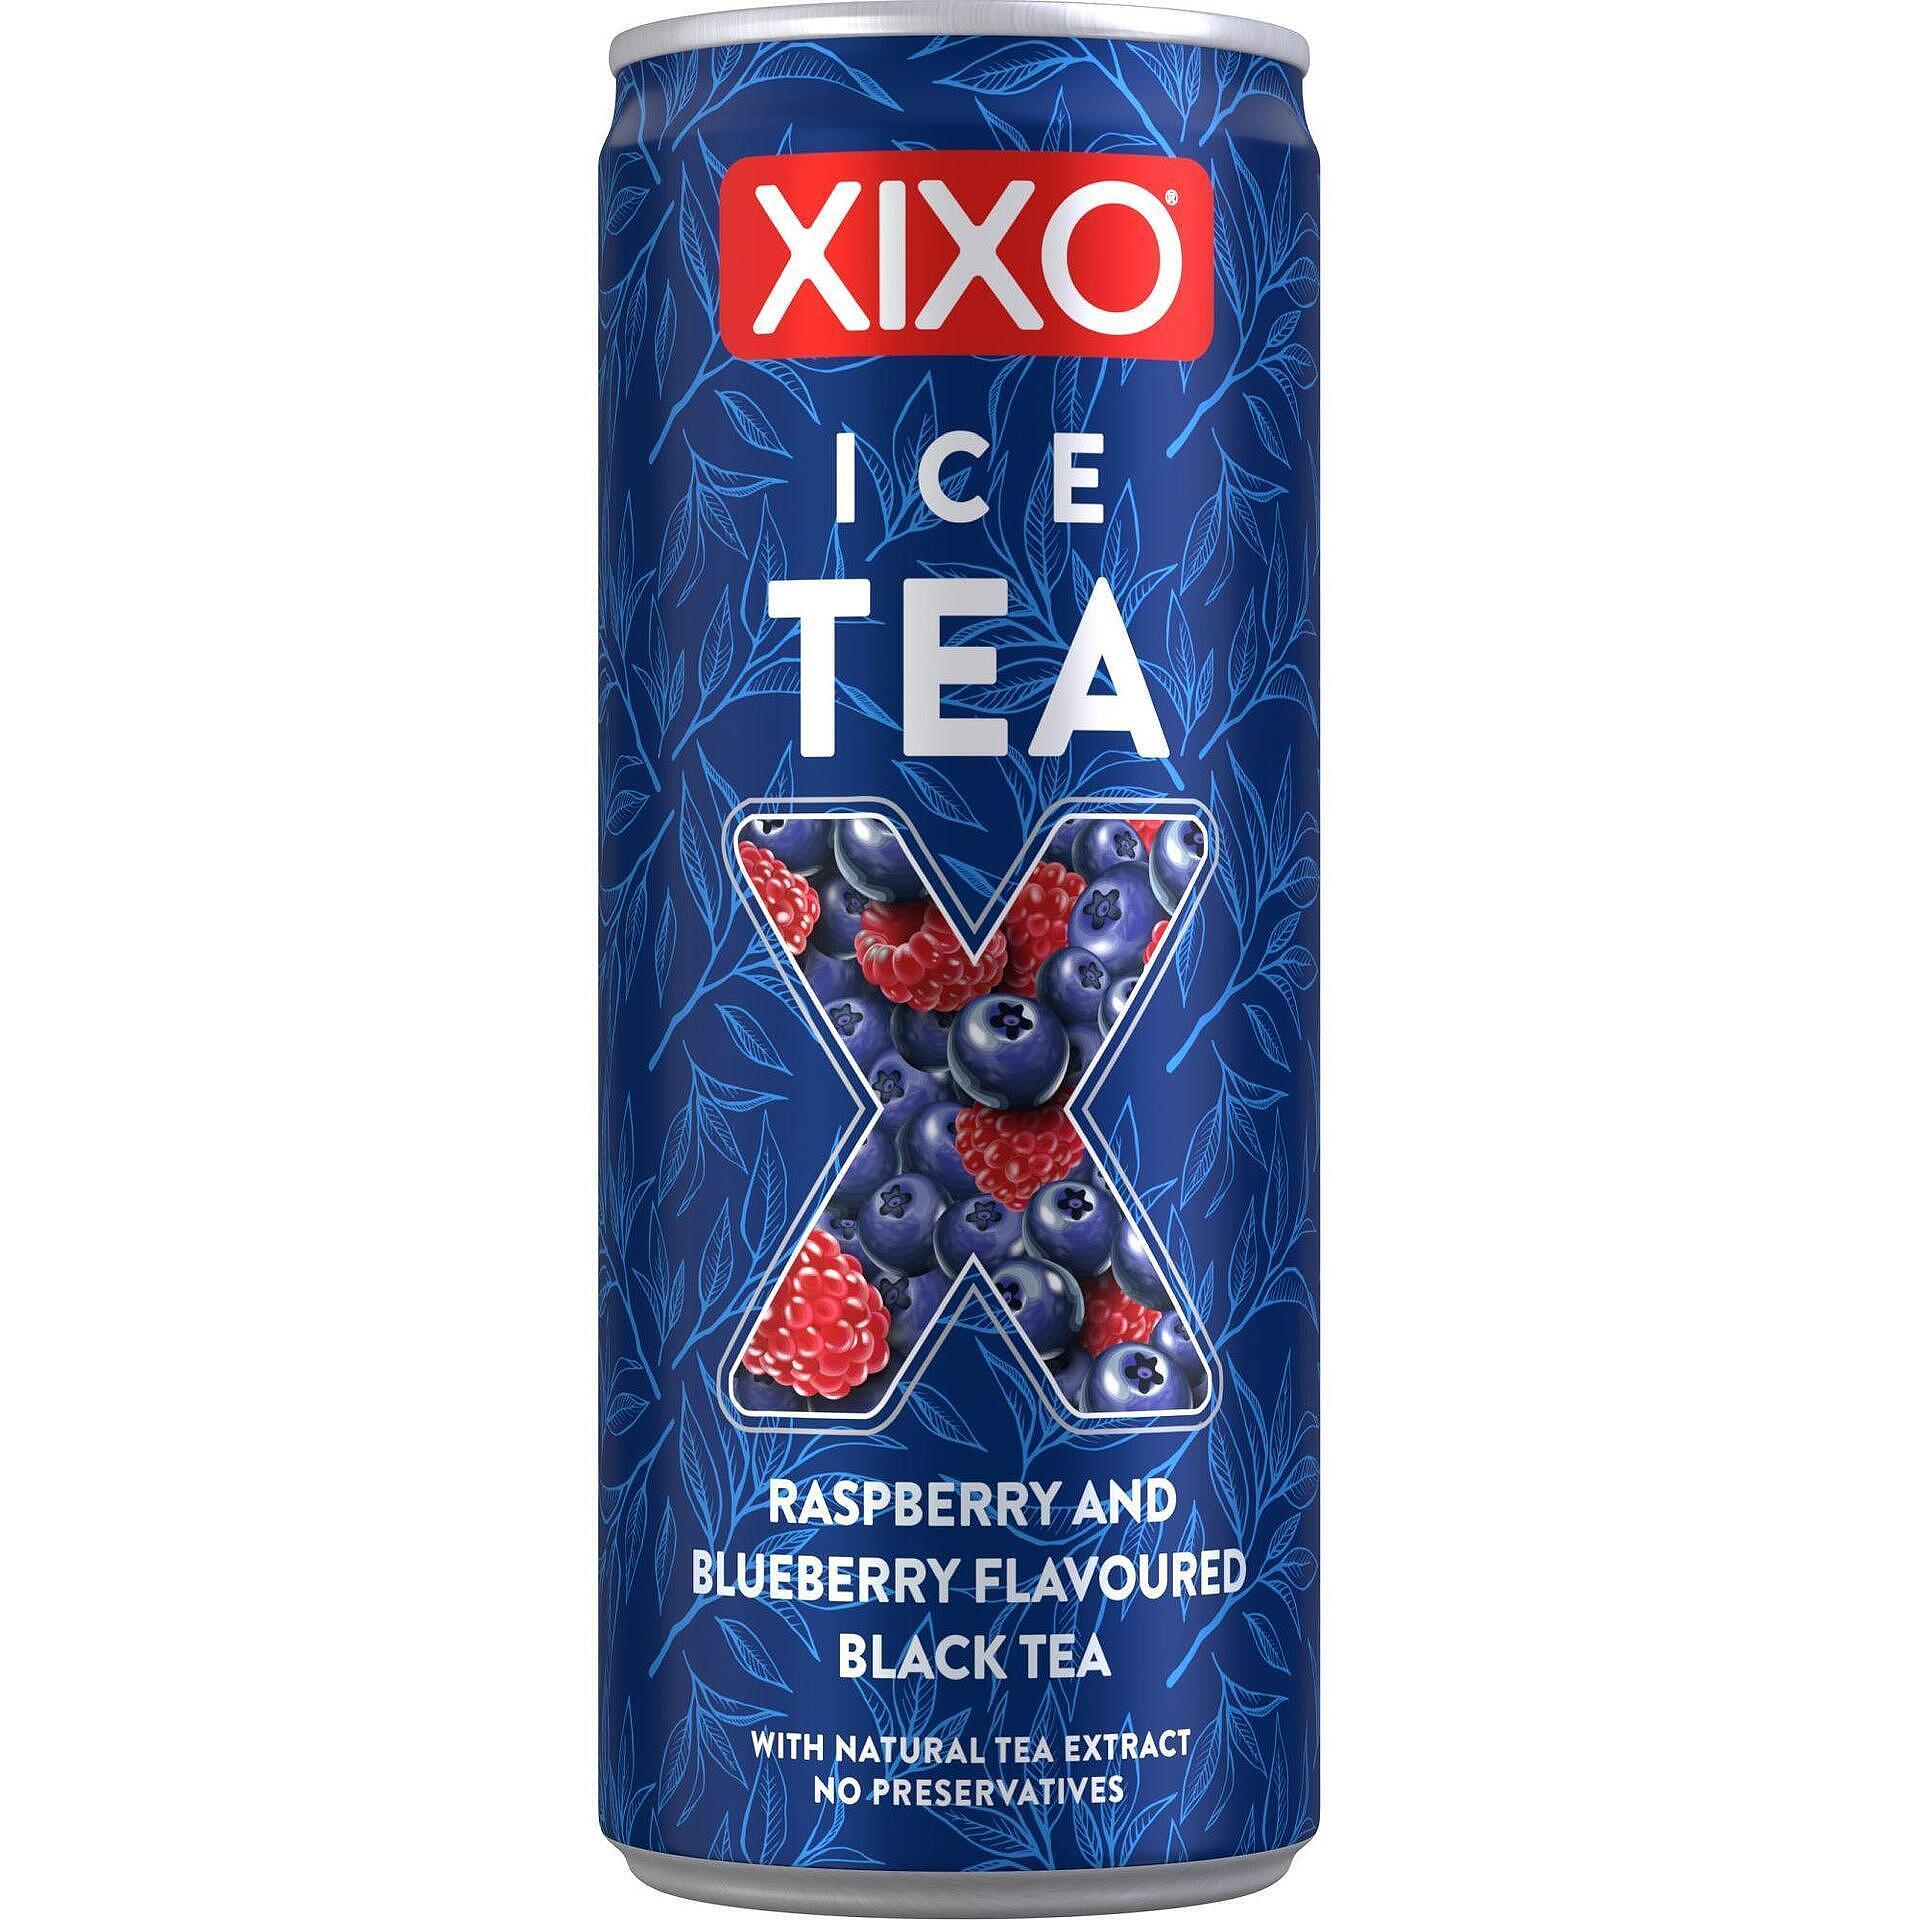 XIXO®
ICE
TEA
X
RASPBERRY AND
BLUEBERRY FLAVOURED
BLACK TEA
WITH NATURAL TEA EXTRACT
NO PRESERVATIVES